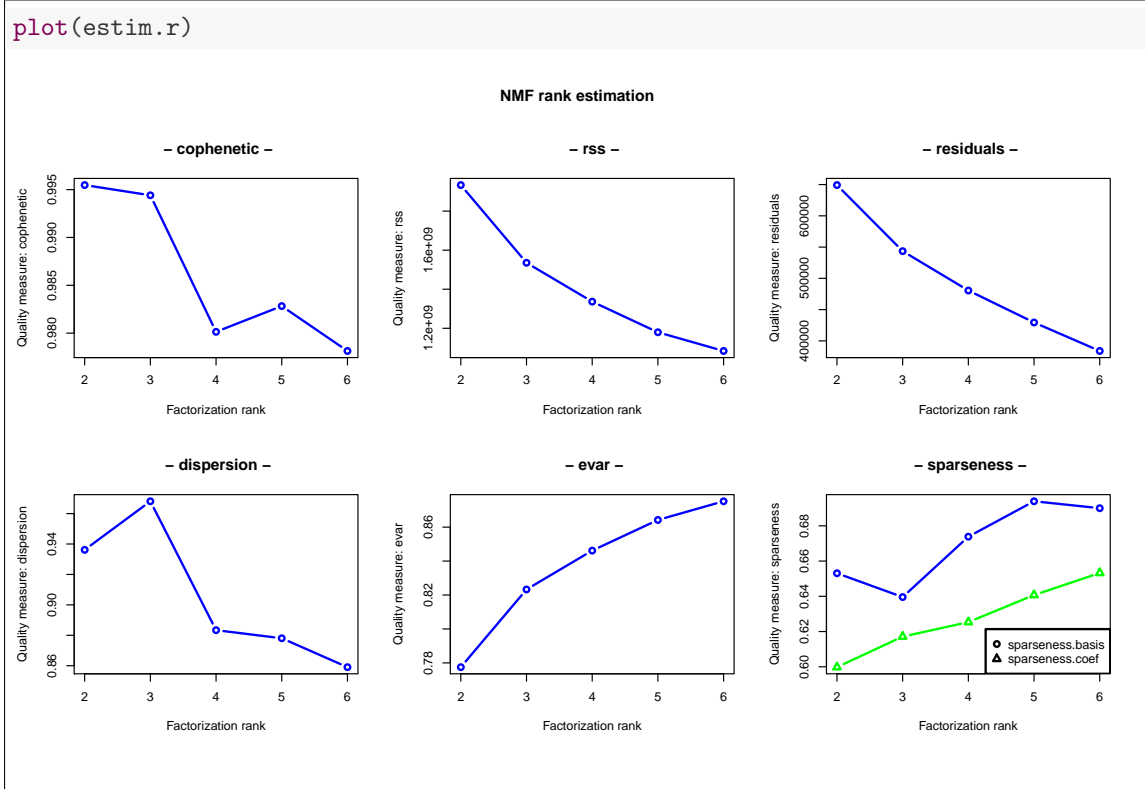 plot(estim.r)
NMF rank estimation
– cophenetic –
Quality measure: cophenetic
0.980 0.985 0.990 0.995
2 3 4 5 6
Factorization rank
– rss –
Quality measure: rss
1.2e+09 1.6e+09
2 3 4 5 6
Factorization rank
– residuals –
Quality measure: residuals
400000 500000 600000
2 3 4 5 6
Factorization rank
– dispersion –
Quality measure: dispersion
0.86 0.90 0.94
2 3 4 5 6
Factorization rank
– evar –
Quality measure: evar
0.78 0.82 0.86
2 3 4 5 6
Factorization rank
– sparseness –
Quality measure: sparseness
0.60 0.62 0.64 0.66 0.68
sparseness.basis
sparseness.coef
2 3 4 5 6
Factorization rank